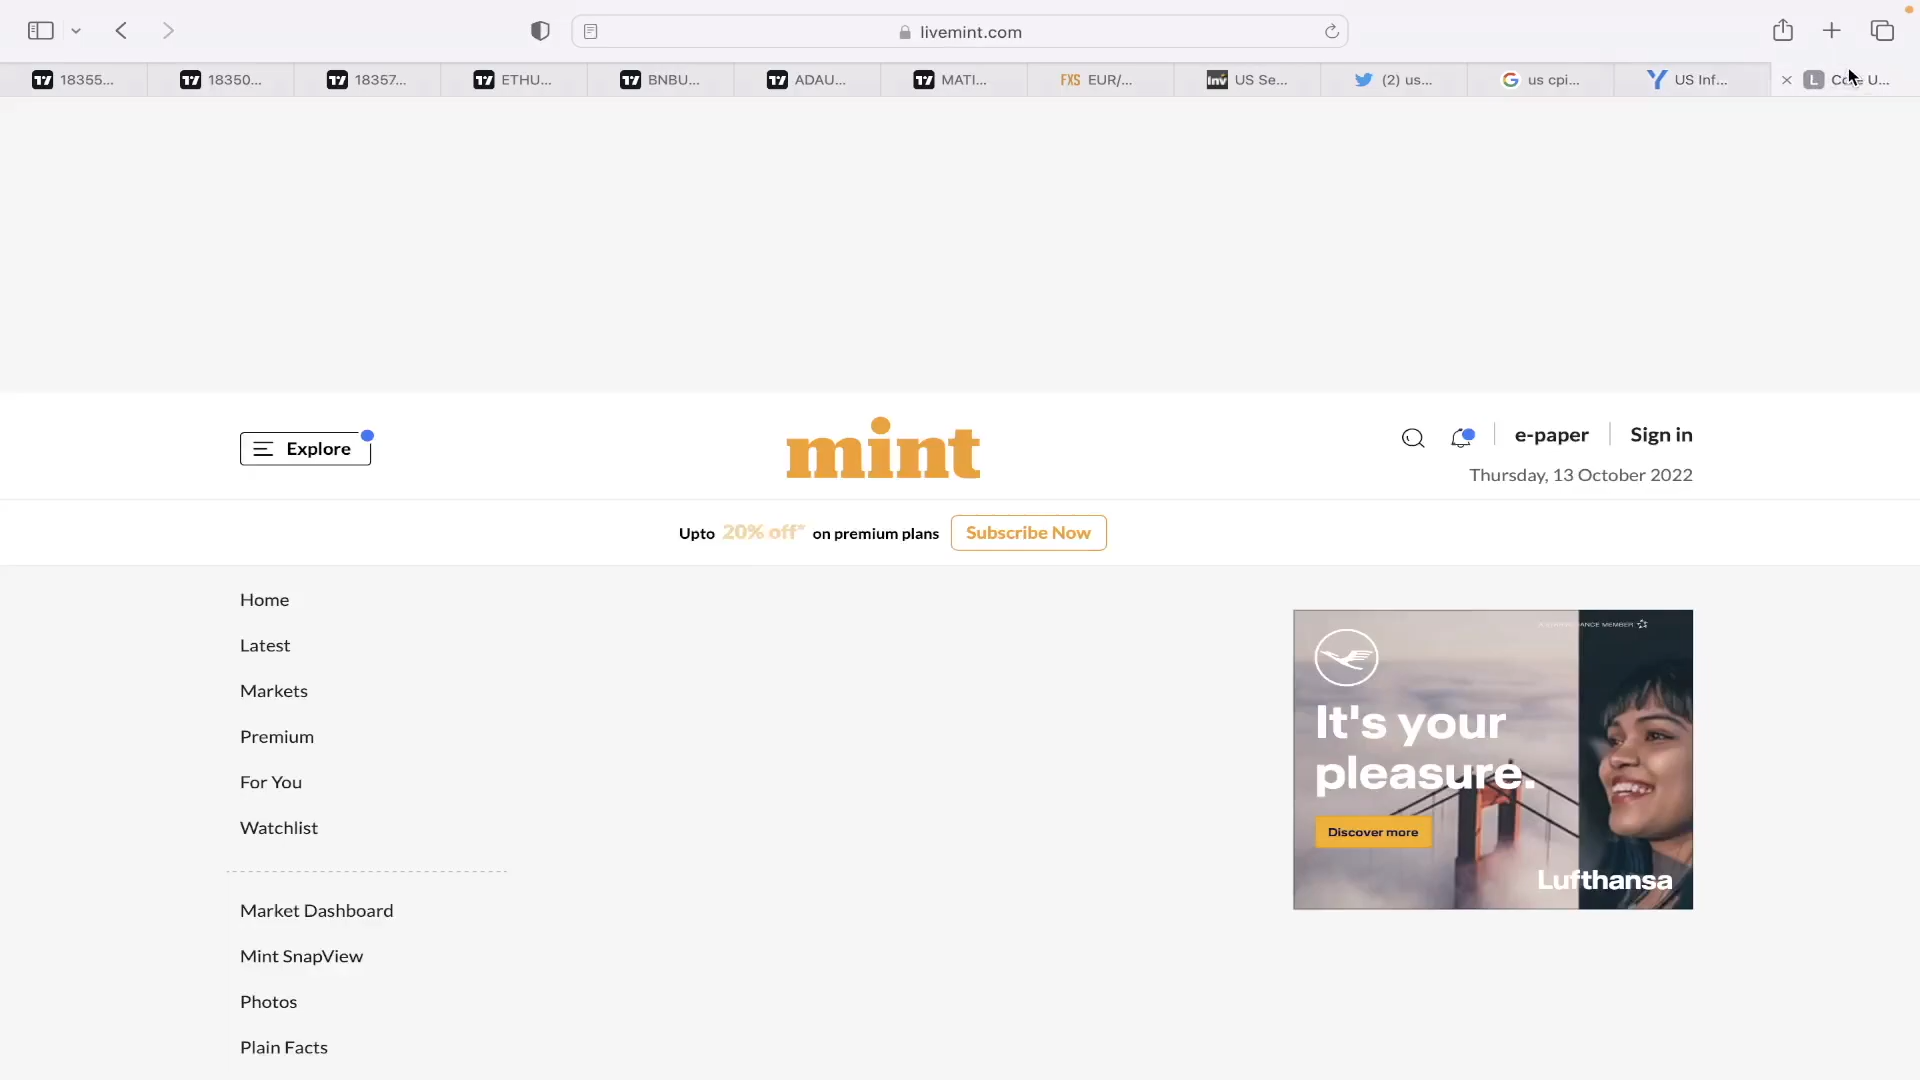 livemint.com
18355...
18350...
18357...
ETHU...
BNBU...
ADAU...
MATI...
FXS EUR/...
Inv US Se...
(2) us...
us cpi...
US Inf...
L
Explore
mint
e-paper
Sign in
Thursday, 13 October 2022
Upto 20% off* on premium plans Subscribe Now
Home
Latest
Markets
Premium
For You
Watchlist
Market Dashboard
Mint SnapView
Photos
Plain Facts
MEMBER
It's your
pleasure.
Discover more
Lufthansa